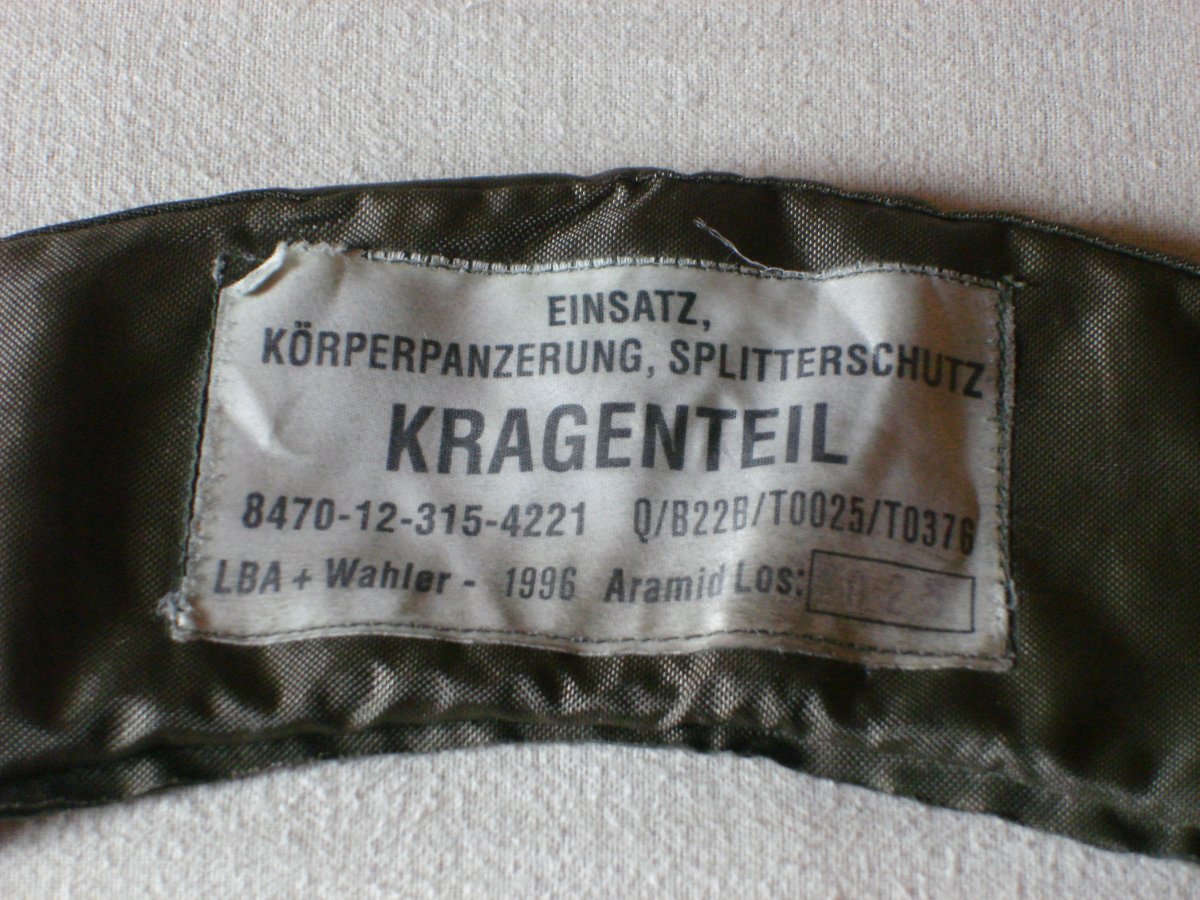 EINSATZ,
KÖRPERPANZERUNG, SPLITTERSCHUTZ
KRAGENTEIL
8470-12-315-4221 Q/B22B/T0025/T0376
LBA + Wahler - 1996 Aramid Los: